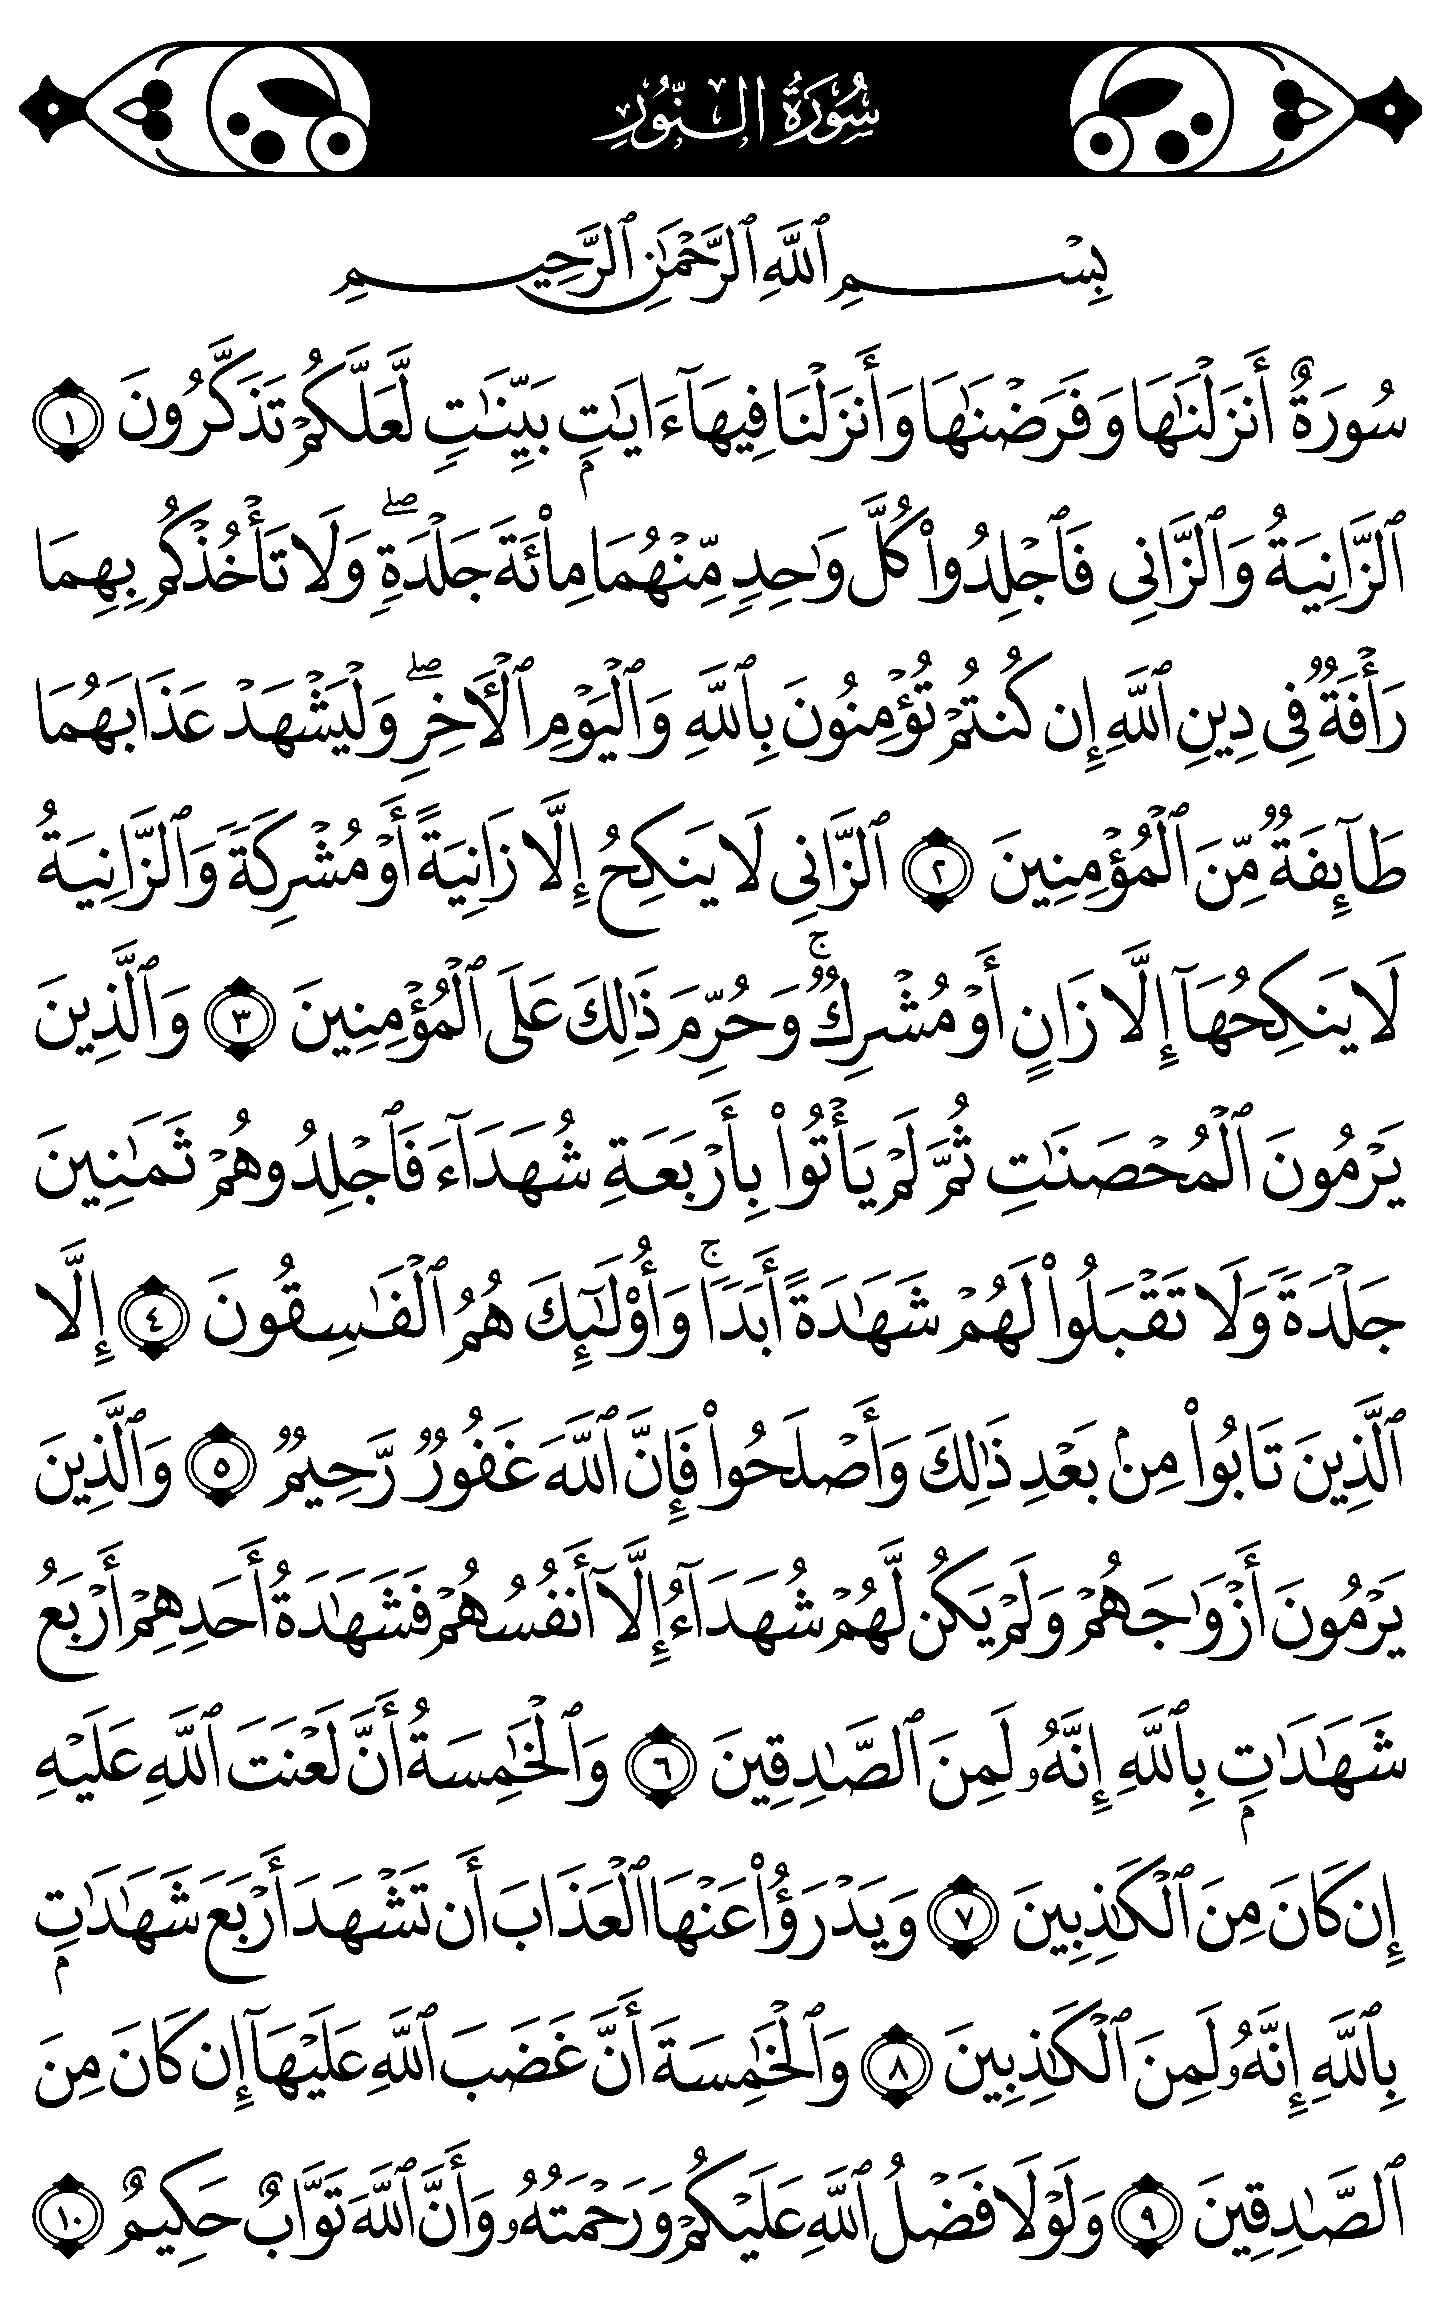 سُورَةُ النُّورِ
بِسْمِ ٱللَّهِ ٱلرَّحْمَٰنِ ٱلرَّحِيمِ
سُورَةٌ أَنزَلْنَٰهَا وَفَرَضْنَٰهَا وَأَنزَلْنَا فِيهَآ ءَايَٰتِۭ بَيِّنَٰتٍ لَّعَلَّكُمْ تَذَكَّرُونَ ١
ٱلزَّانِيَةُ وَٱلزَّانِى فَٱجْلِدُوا۟ كُلَّ وَٰحِدٍ مِّنْهُمَا مِا۟ئَةَ جَلْدَةٍ ۖ وَلَا تَأْخُذْكُم بِهِمَا
رَأْفَةٌ فِى دِينِ ٱللَّهِ إِن كُنتُمْ تُؤْمِنُونَ بِٱللَّهِ وَٱلْيَوْمِ ٱلْءَاخِرِ ۖ وَلْيَشْهَدْ عَذَابَهُمَا
طَآئِفَةٌ مِّنَ ٱلْمُؤْمِنِينَ ٢ ٱلزَّانِى لَا يَنكِحُ إِلَّا زَانِيَةً أَوْ مُشْرِكَةً وَٱلزَّانِيَةُ
لَا يَنكِحُهَآ إِلَّا زَانٍ أَوْ مُشْرِكٌ ۚ وَحُرِّمَ ذَٰلِكَ عَلَى ٱلْمُؤْمِنِينَ ٣ وَٱلَّذِينَ
يَرْمُونَ ٱلْمُحْصَنَٰتِ ثُمَّ لَمْ يَأْتُوا۟ بِأَرْبَعَةِ شُهَدَآءَ فَٱجْلِدُوهُمْ ثَمَٰنِينَ
جَلْدَةً وَلَا تَقْبَلُوا۟ لَهُمْ شَهَٰدَةً أَبَدًا ۚ وَأُو۟لَٰٓئِكَ هُمُ ٱلْفَٰسِقُونَ ٤ إِلَّا
ٱلَّذِينَ تَابُوا۟ مِنۢ بَعْدِ ذَٰلِكَ وَأَصْلَحُوا۟ فَإِنَّ ٱللَّهَ غَفُورٌ رَّحِيمٌ ٥ وَٱلَّذِينَ
يَرْمُونَ أَزْوَٰجَهُمْ وَلَمْ يَكُن لَّهُمْ شُهَدَآءُ إِلَّآ أَنفُسُهُمْ فَشَهَٰدَةُ أَحَدِهِمْ أَرْبَعُ
شَهَٰدَٰتِۭ بِٱللَّهِ إِنَّهُۥ لَمِنَ ٱلصَّٰدِقِينَ ٦ وَٱلْخَٰمِسَةُ أَنَّ لَعْنَتَ ٱللَّهِ عَلَيْهِ
إِن كَانَ مِنَ ٱلْكَٰذِبِينَ ٧ وَيَدْرَؤُا۟ عَنْهَا ٱلْعَذَابَ أَن تَشْهَدَ أَرْبَعَ شَهَٰدَٰتِۭ
بِٱللَّهِ إِنَّهُۥ لَمِنَ ٱلْكَٰذِبِينَ ٨ وَٱلْخَٰمِسَةَ أَنَّ غَضَبَ ٱللَّهِ عَلَيْهَآ إِن كَانَ مِنَ
ٱلصَّٰدِقِينَ ٩ وَلَوْلَا فَضْلُ ٱللَّهِ عَلَيْكُمْ وَرَحْمَتُهُۥ وَأَنَّ ٱللَّهَ تَوَّابٌ حَكِيمٌ ١٠